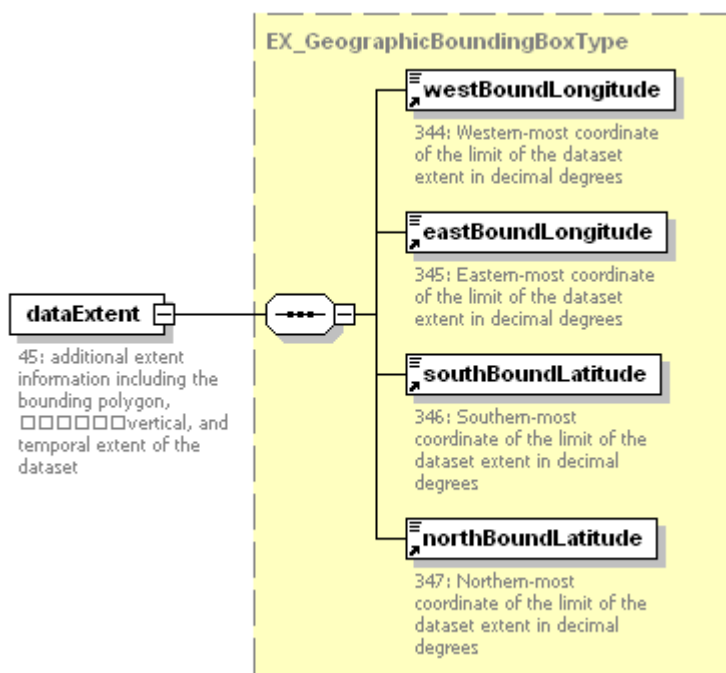 EX_GeographicBoundingBoxType
westBoundLongitude
344: Western-most coordinate
of the limit of the dataset
extent in decimal degrees
eastBoundLongitude
345: Eastern-most coordinate
of the limit of the dataset
extent in decimal degrees
dataExtent
45: additional extent
information including the
bounding polygon,
□□□□□□vertical, and
temporal extent of the
dataset
southBoundLatitude
346: Southern-most
coordinate of the limit of the
dataset extent in decimal
degrees
northBoundLatitude
347: Northern-most
coordinate of the limit of the
dataset extent in decimal
degrees